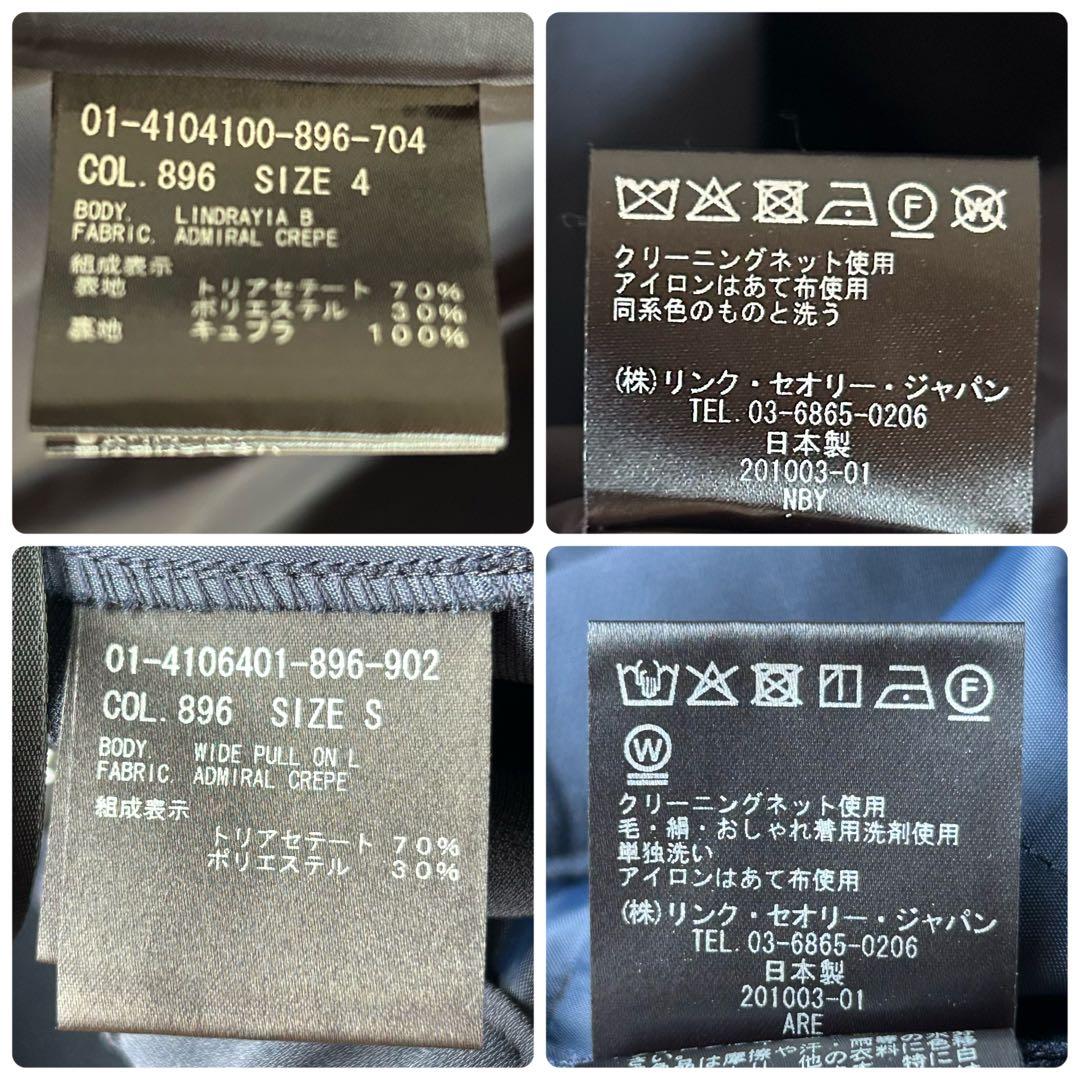 01-4104100-896-704
COL. 896 SIZE 4
BODY. LINDRAYIA B
FABRIC. ADMIRAL CREPE
組成表示
表地 トリアセテート 70%
ポリエステル 30%
裏地 キュプラ 100%
F W
クリーニングネット使用
アイロンはあて布使用
同系色のものと洗う
(株)リンク・セオリー・ジャパン
TEL. 03-6865-0206
日本製
201003-01
NBY
01-4106401-896-902
COL. 896 SIZE S
BODY. WIDE PULL ON L
FABRIC. ADMIRAL CREPE
組成表示
トリアセテート 70%
ポリエステル 30%
F
W
クリーニングネット使用
毛・絹・おしゃれ着用洗剤使用
単独洗い
アイロンはあて布使用
(株)リンク・セオリー・ジャパン
TEL. 03-6865-0206
日本製
201003-01
ARE